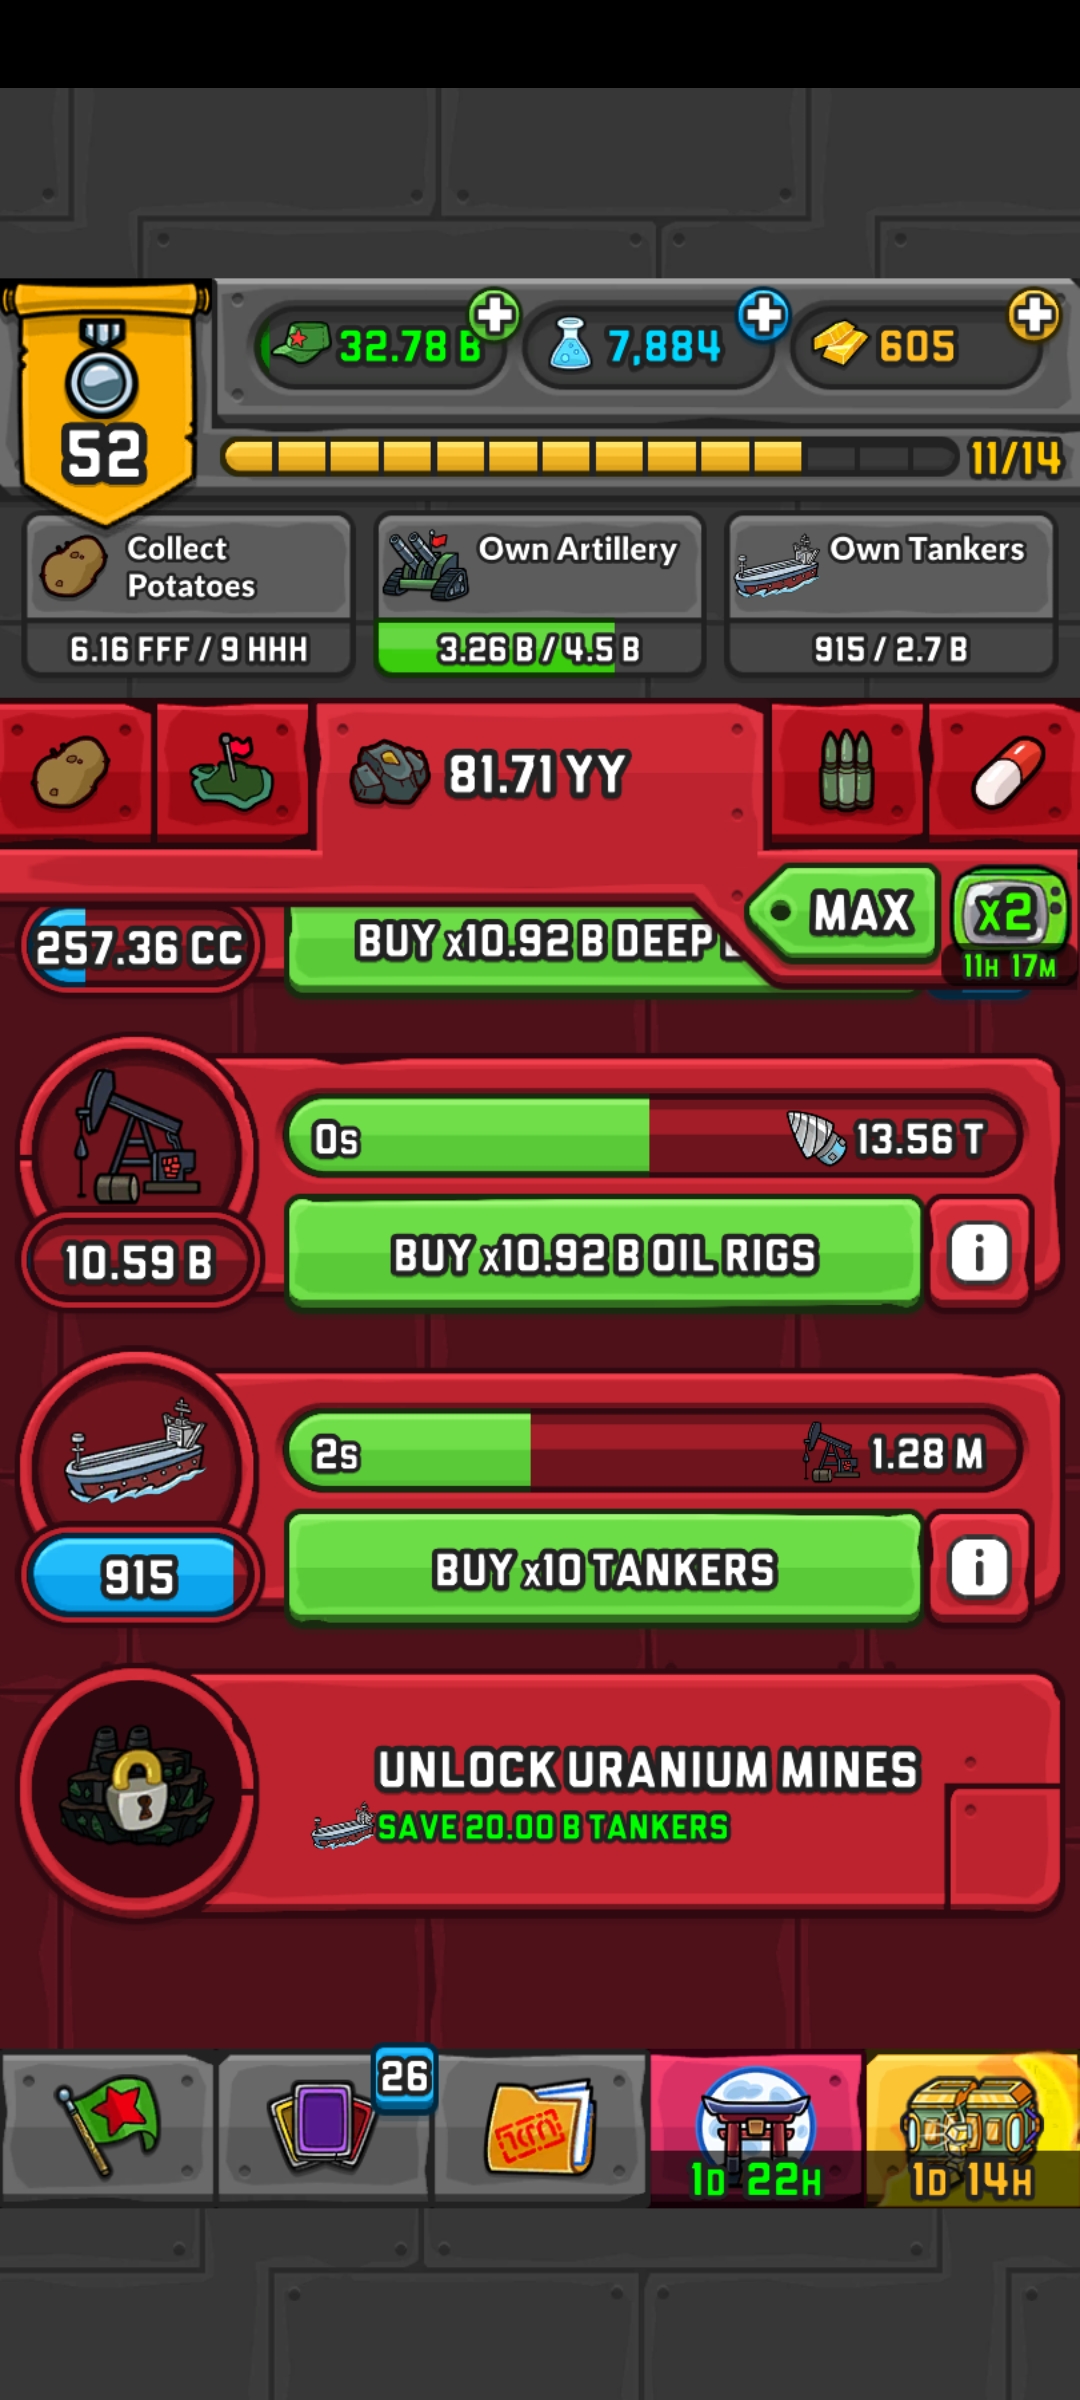 32.78 B
7,884
605
52
11/14
Collect
Potatoes
Own Artillery
Own Tankers
6.16 FFF / 9 HHH
3.26 B / 4.5 B
915 / 2.7 B
81.71 YY
MAX
x2
11H 17M
257.36 CC
BUY x10.92 B DEEP
0s
13.56 T
10.59 B
BUY x10.92 B OIL RIGS
i
2s
1.28 M
915
BUY x10 TANKERS
i
UNLOCK URANIUM MINES
SAVE 20.00 B TANKERS
26
1D 22H
1D 14H